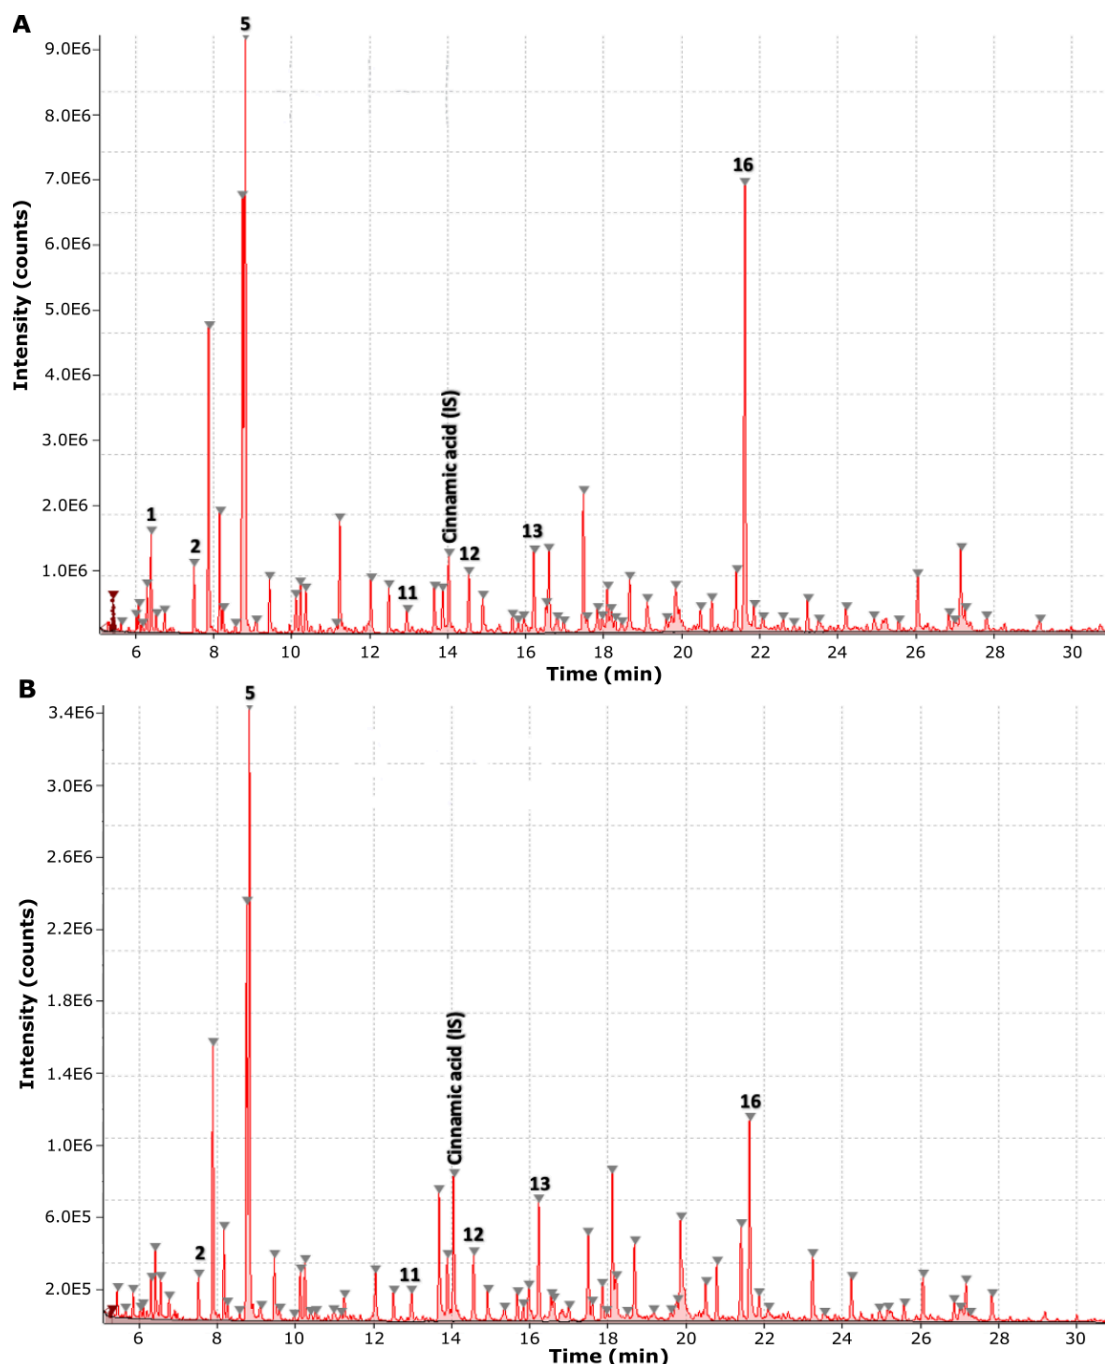 A
5
9.0E6
8.0E6
7.0E6
16
6.0E6
5.0E6
4.0E6
3.0E6
2.0E6
1.0E6
Intensity (counts)
1
2
11
Cinnamic acid (IS)
12
13
6 8 10 12 14 16 18 20 22 24 26 28 30
Time (min)
B
5
3.4E6
3.0E6
2.6E6
2.2E6
1.8E6
1.4E6
1.0E6
6.0E5
2.0E5
Intensity (counts)
2
11
Cinnamic acid (IS)
12
13
16
6 8 10 12 14 16 18 20 22 24 26 28 30
Time (min)